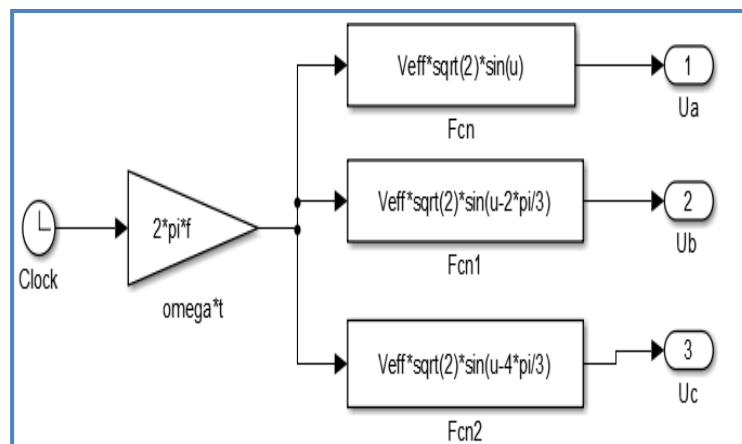 Veff*sqrt(2)*sin(u)
Fcn
1
Ua
Clock
2*pi*f
omega*t
Veff*sqrt(2)*sin(u-2*pi/3)
Fcn1
2
Ub
Veff*sqrt(2)*sin(u-4*pi/3)
Fcn2
3
Uc